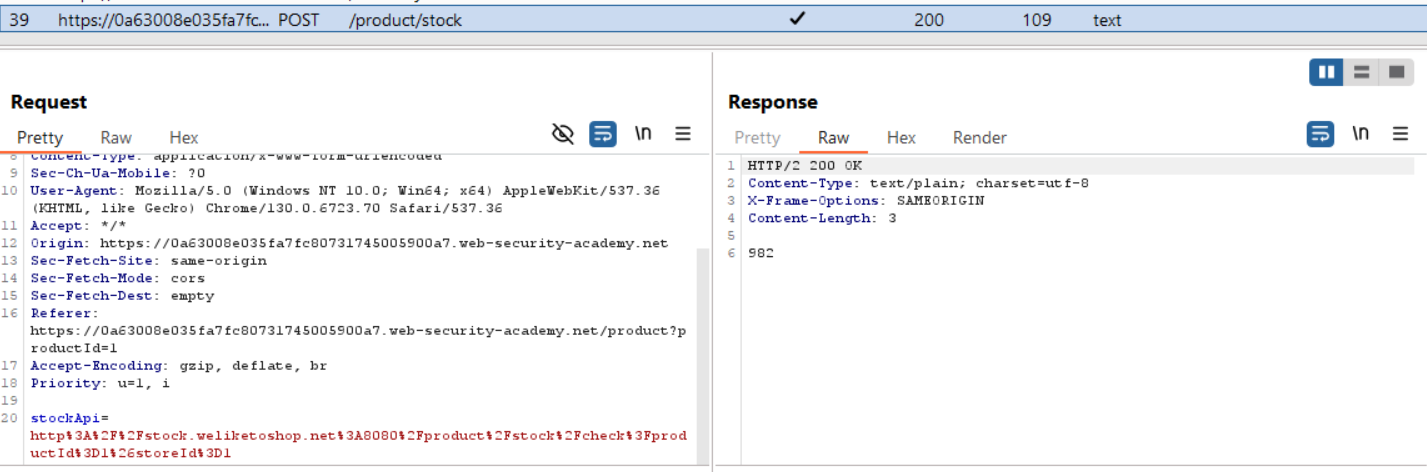 39 https://0a63008e035fa7fc... POST /product/stock ✓ 200 109 text
Request
Pretty Raw Hex \n
8 Content-Type: application/x-www-form-urlencoded
9 Sec-Ch-Ua-Mobile: ?0
10 User-Agent: Mozilla/5.0 (Windows NT 10.0; Win64; x64) AppleWebKit/537.36
(KHTML, like Gecko) Chrome/130.0.6723.70 Safari/537.36
11 Accept: */*
12 Origin: https://0a63008e035fa7fc80731745005900a7.web-security-academy.net
13 Sec-Fetch-Site: same-origin
14 Sec-Fetch-Mode: cors
15 Sec-Fetch-Dest: empty
16 Referer:
https://0a63008e035fa7fc80731745005900a7.web-security-academy.net/product?p
roductId=1
17 Accept-Encoding: gzip, deflate, br
18 Priority: u=1, i
19
20 stockApi=
http%3A%2F%2Fstock.weliketoshop.net%3A8080%2Fproduct%2Fstock%2Fcheck%3Fprod
uctId%3D1%26storeId%3D1
Response
Pretty Raw Hex Render \n
1 HTTP/2 200 OK
2 Content-Type: text/plain; charset=utf-8
3 X-Frame-Options: SAMEORIGIN
4 Content-Length: 3
5
6 982